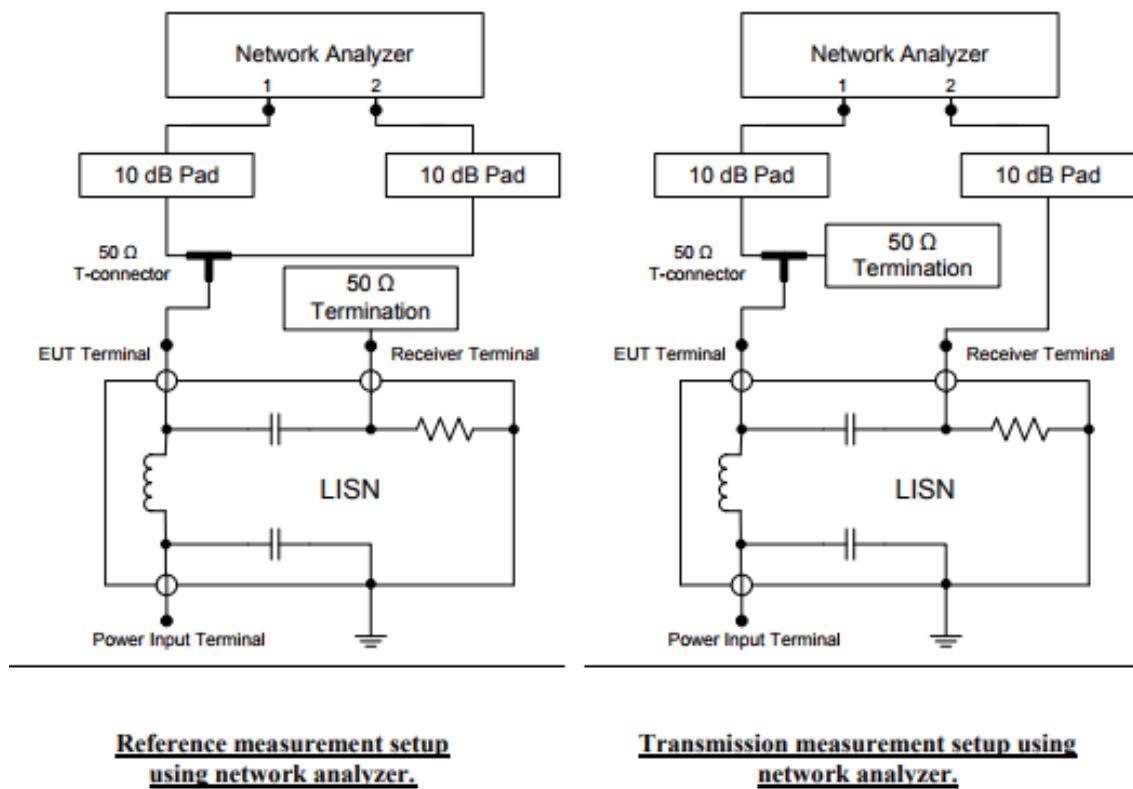 Network Analyzer
1 2
10 dB Pad
10 dB Pad
50 Ω
T-connector
50 Ω
Termination
EUT Terminal
Receiver Terminal
LISN
Power Input Terminal
Reference measurement setup
using network analyzer.
Network Analyzer
1 2
10 dB Pad
10 dB Pad
50 Ω
T-connector
50 Ω
Termination
EUT Terminal
Receiver Terminal
LISN
Power Input Terminal
Transmission measurement setup using
network analyzer.